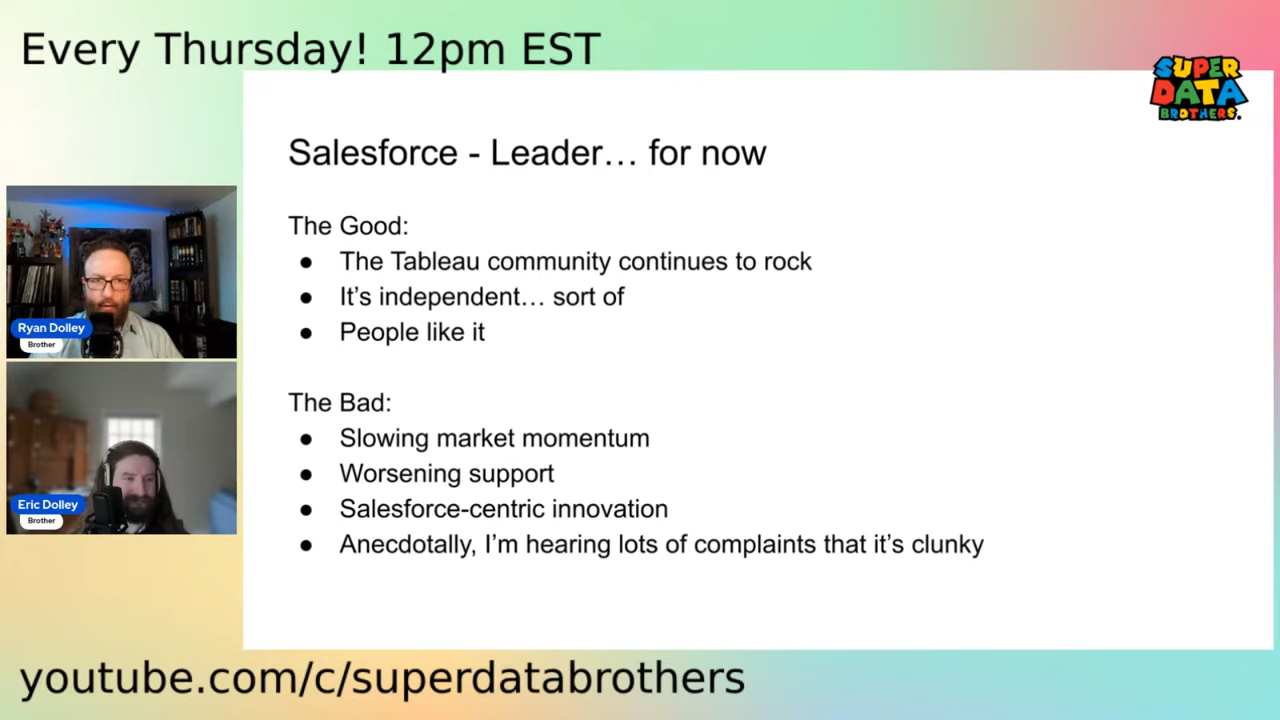 Every Thursday! 12pm EST
SUPER
DATA
BROTHERS.
Salesforce - Leader… for now
The Good:
● The Tableau community continues to rock
● It’s independent… sort of
● People like it
The Bad:
● Slowing market momentum
● Worsening support
● Salesforce-centric innovation
● Anecdotally, I’m hearing lots of complaints that it’s clunky
Ryan Dolley
Brother
Eric Dolley
Brother
youtube.com/c/superdatabrothers